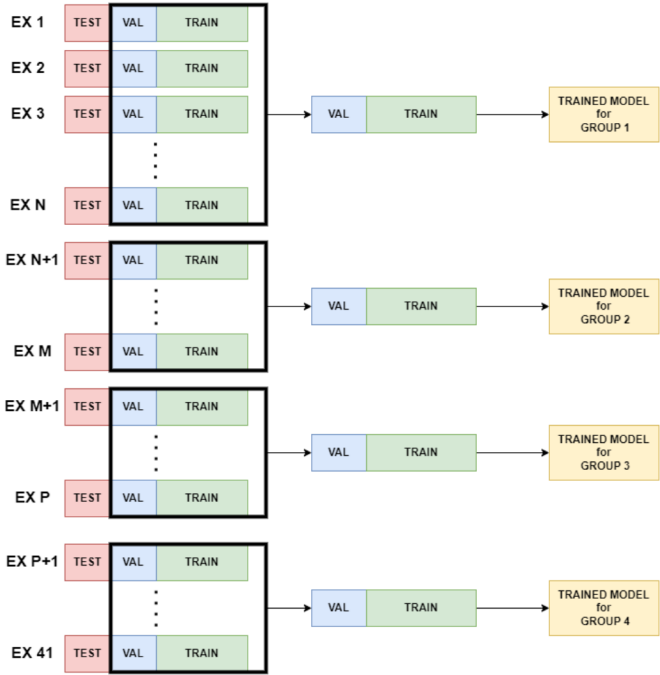 EX 1 TEST VAL TRAIN
EX 2 TEST VAL TRAIN
EX 3 TEST VAL TRAIN
EX N TEST VAL TRAIN
VAL TRAIN
TRAINED MODEL
for
GROUP 1
EX N+1 TEST VAL TRAIN
EX M TEST VAL TRAIN
VAL TRAIN
TRAINED MODEL
for
GROUP 2
EX M+1 TEST VAL TRAIN
EX P TEST VAL TRAIN
VAL TRAIN
TRAINED MODEL
for
GROUP 3
EX P+1 TEST VAL TRAIN
EX 41 TEST VAL TRAIN
VAL TRAIN
TRAINED MODEL
for
GROUP 4